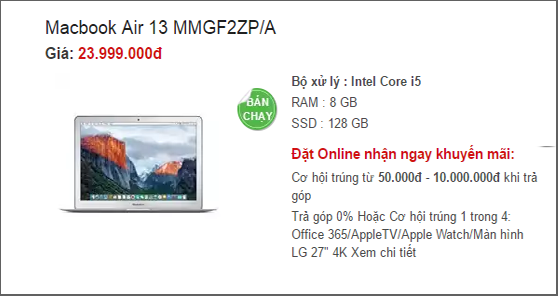 Macbook Air 13 MMGF2ZP/A
Giá: 23.999.000đ
BÁN
CHẠY
Bộ xử lý : Intel Core i5
RAM : 8 GB
SSD : 128 GB
Đặt Online nhận ngay khuyến mãi:
Cơ hội trúng từ 50.000đ - 10.000.000đ khi trả
góp
Trả góp 0% Hoặc Cơ hội trúng 1 trong 4:
Office 365/AppleTV/Apple Watch/Màn hình
LG 27" 4K Xem chi tiết